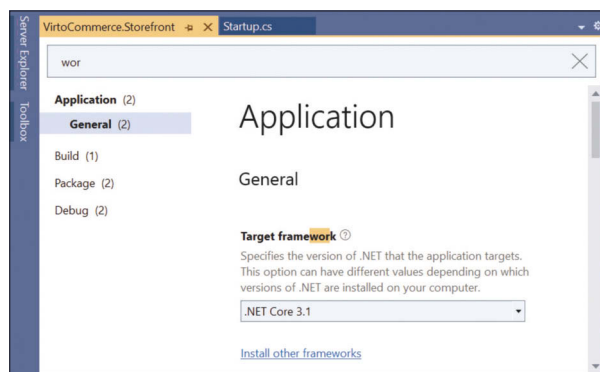 Server Explorer
Toolbox
VirtoCommerce.Storefront
Startup.cs
wor
Application (2)
General (2)
Build (1)
Package (2)
Debug (2)
Application
General
Target framework
Specifies the version of .NET that the application targets.
This option can have different values depending on which
versions of .NET are installed on your computer.
.NET Core 3.1
Install other frameworks